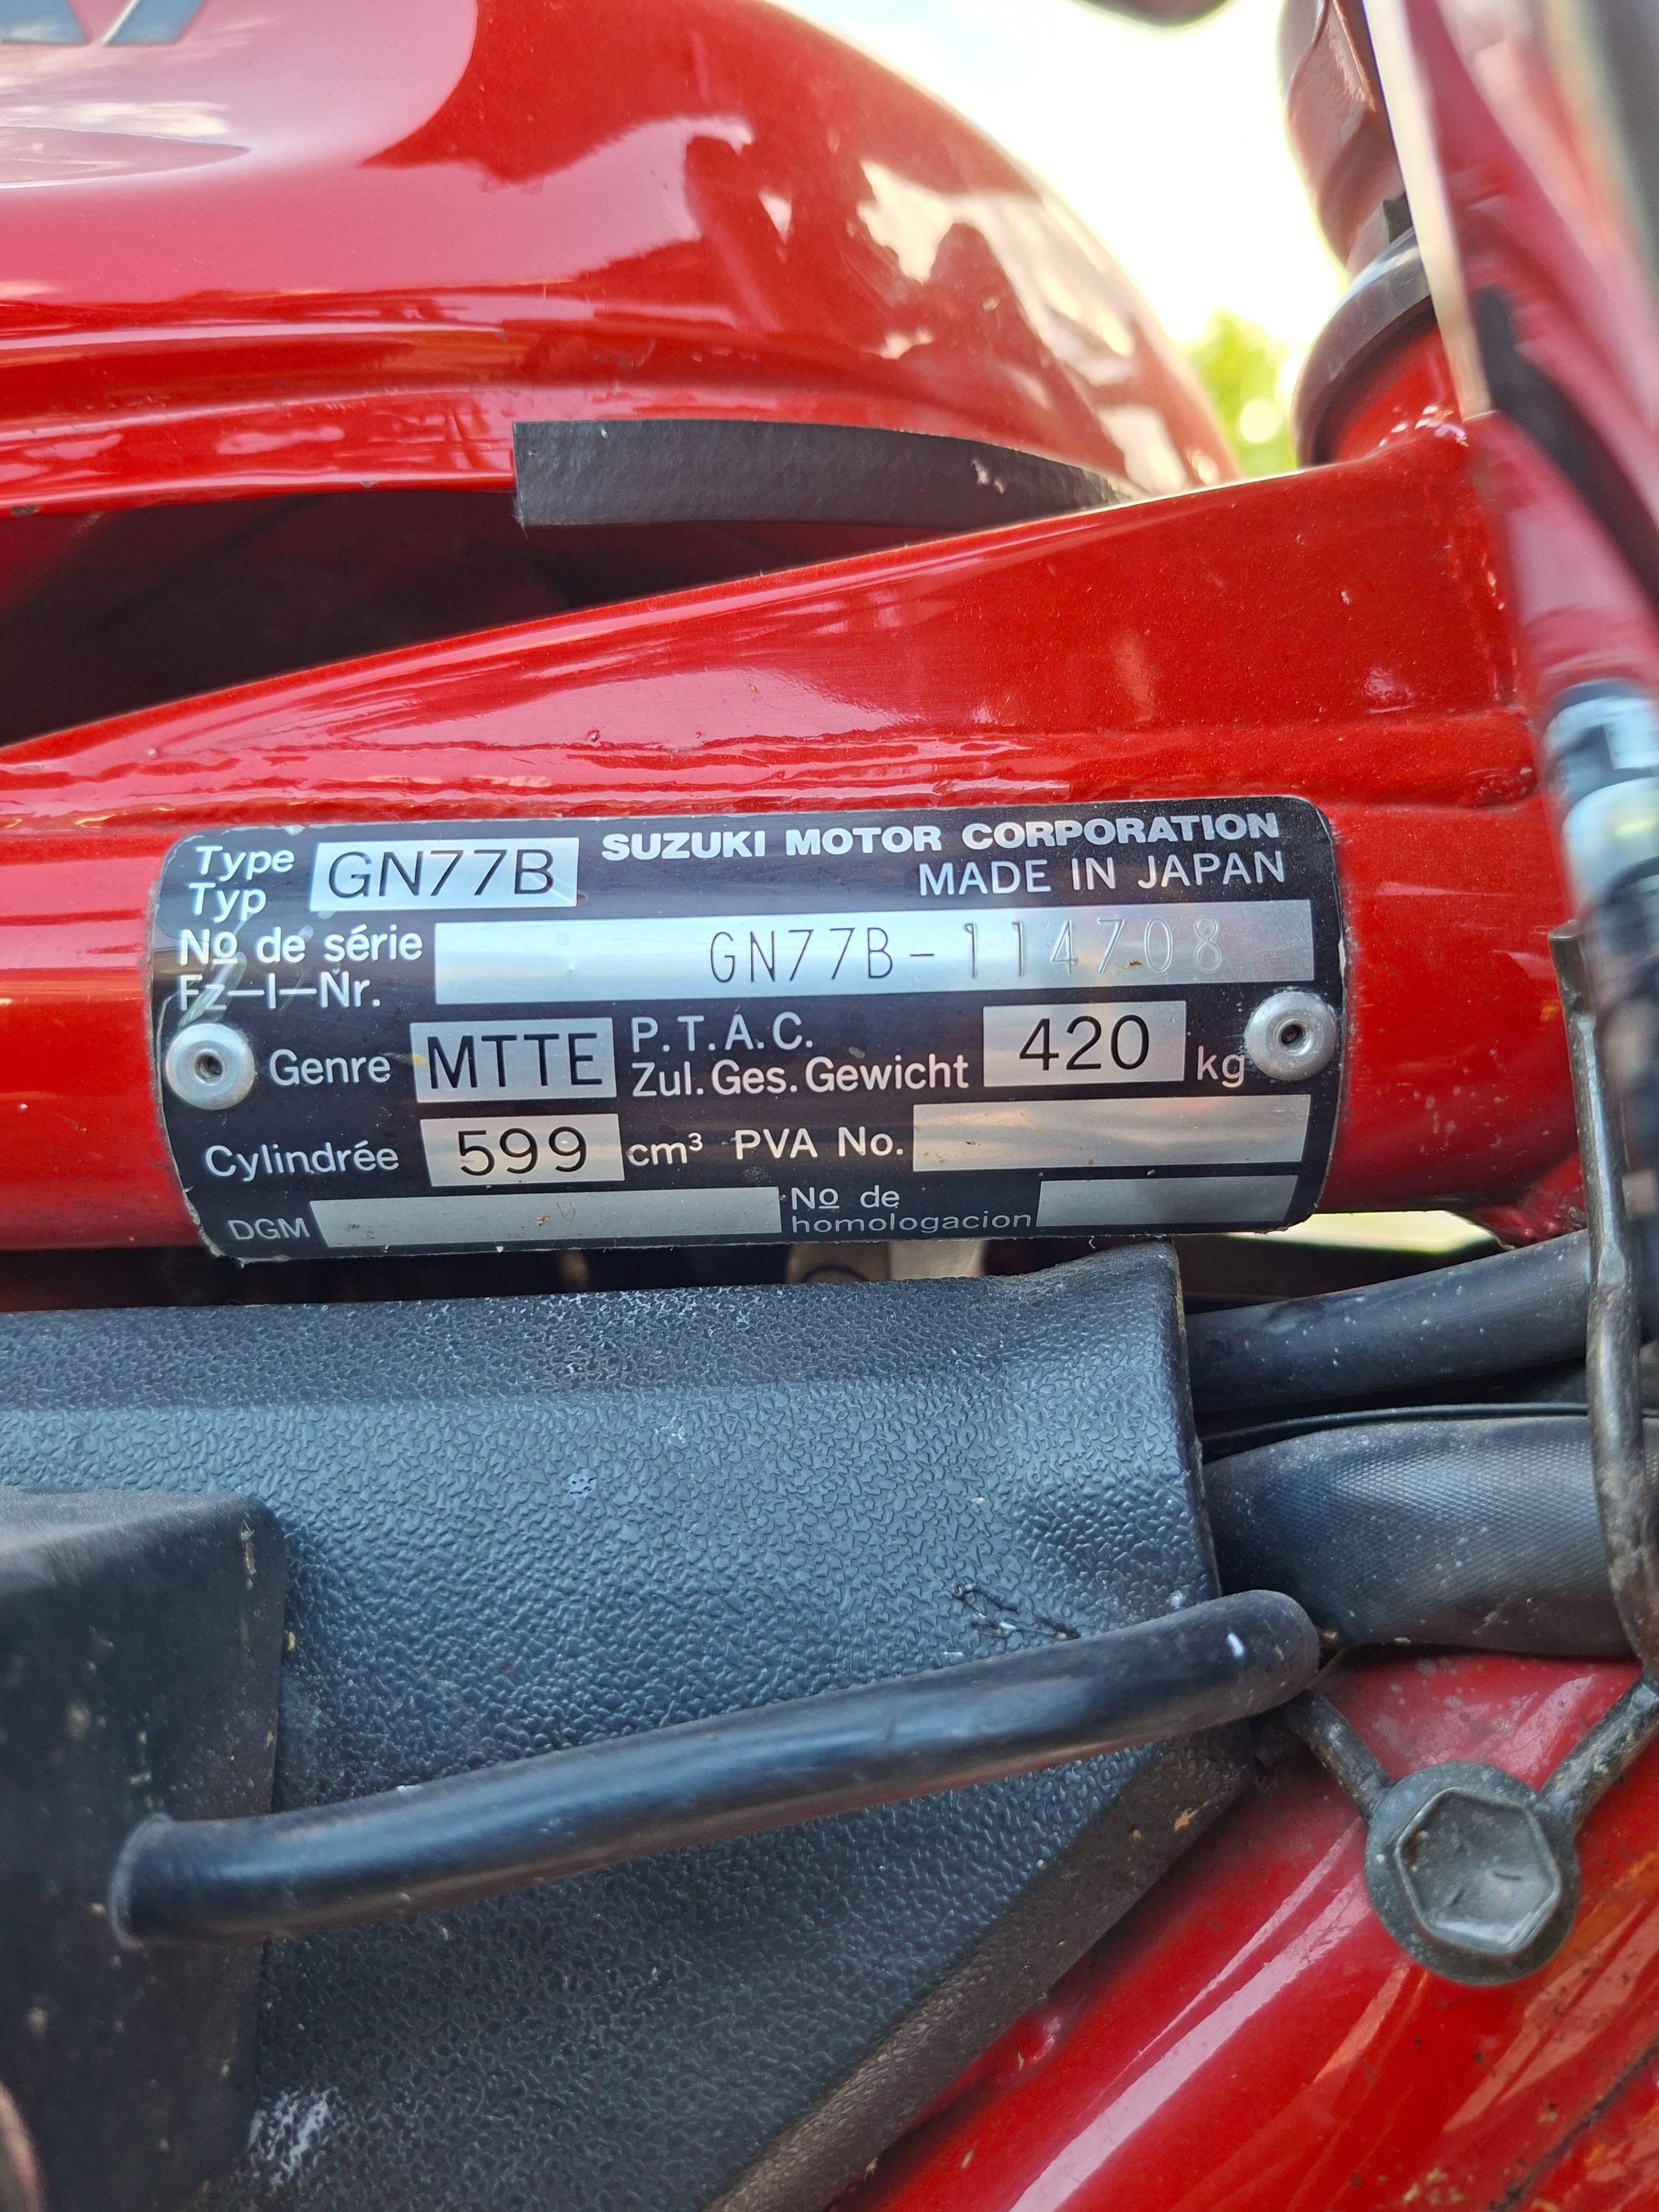 Type
Typ
GN77B
SUZUKI MOTOR CORPORATION
MADE IN JAPAN
No de série
Fz-I-Nr.
GN77B-114708
Genre MTTE
P.T.A.C.
Zul.Ges.Gewicht
420 kg
Cylindrée 599 cm³ PVA No.
DGM
No de
homologacion